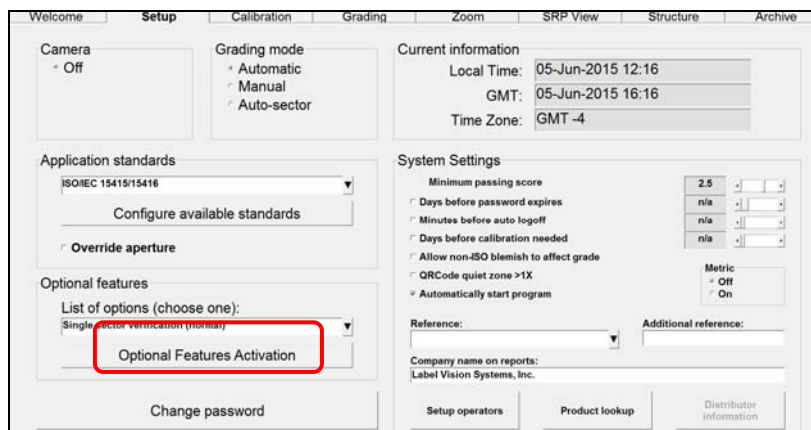 Welcome Setup Calibration Grading Zoom SRP View Structure Archive
Camera
Off
Grading mode
Automatic
Manual
Auto-sector
Current information
Local Time: 05-Jun-2015 12:16
GMT: 05-Jun-2015 16:16
Time Zone: GMT -4
Application standards
ISO/IEC 15415/15416
Configure available standards
Override aperture
Optional features
List of options (choose one):
Single sector verification (normal)
Optional Features Activation
Change password
System Settings
Minimum passing score 2.5
Days before password expires n/a
Minutes before auto logoff n/a
Days before calibration needed n/a
Allow non-ISO blemish to affect grade
QRCode quiet zone >1X
Automatically start program
Metric
Off
On
Reference:
Additional reference:
Company name on reports:
Label Vision Systems, Inc.
Setup operators
Product lookup
Distributor
information